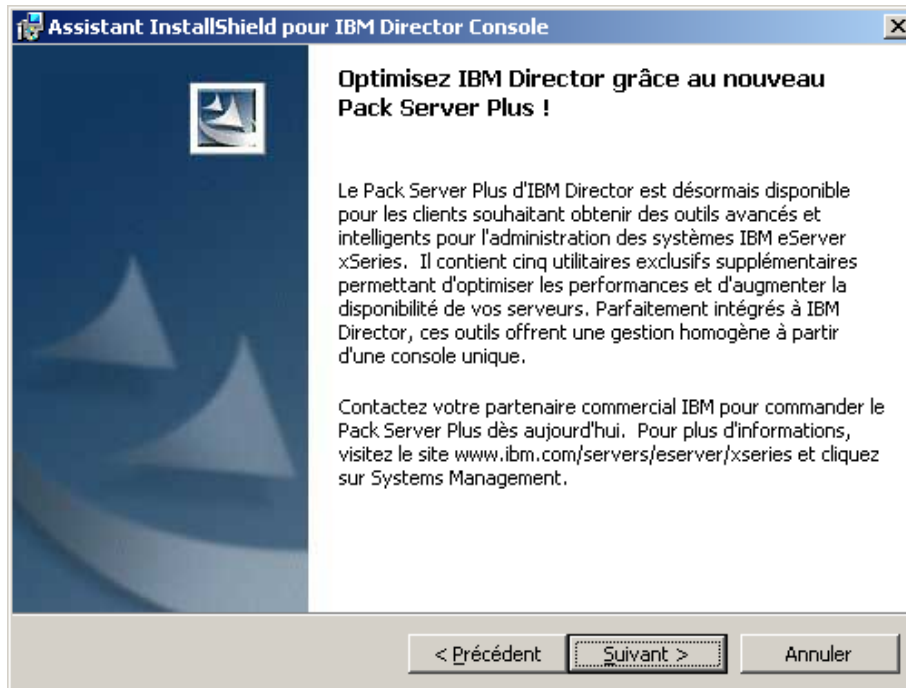 Assistant InstallShield pour IBM Director Console
Optimisez IBM Director grâce au nouveau
Pack Server Plus !
Le Pack Server Plus d'IBM Director est désormais disponible
pour les clients souhaitant obtenir des outils avancés et
intelligents pour l'administration des systèmes IBM eServer
xSeries.  Il contient cinq utilitaires exclusifs supplémentaires
permettant d'optimiser les performances et d'augmenter la
disponibilité de vos serveurs. Parfaitement intégrés à IBM
Director, ces outils offrent une gestion homogène à partir
d'une console unique.
Contactez votre partenaire commercial IBM pour commander le
Pack Server Plus dès aujourd'hui.  Pour plus d'informations,
visitez le site www.ibm.com/servers/eserver/xseries et cliquez
sur Systems Management.
< Précédent
Suivant >
Annuler